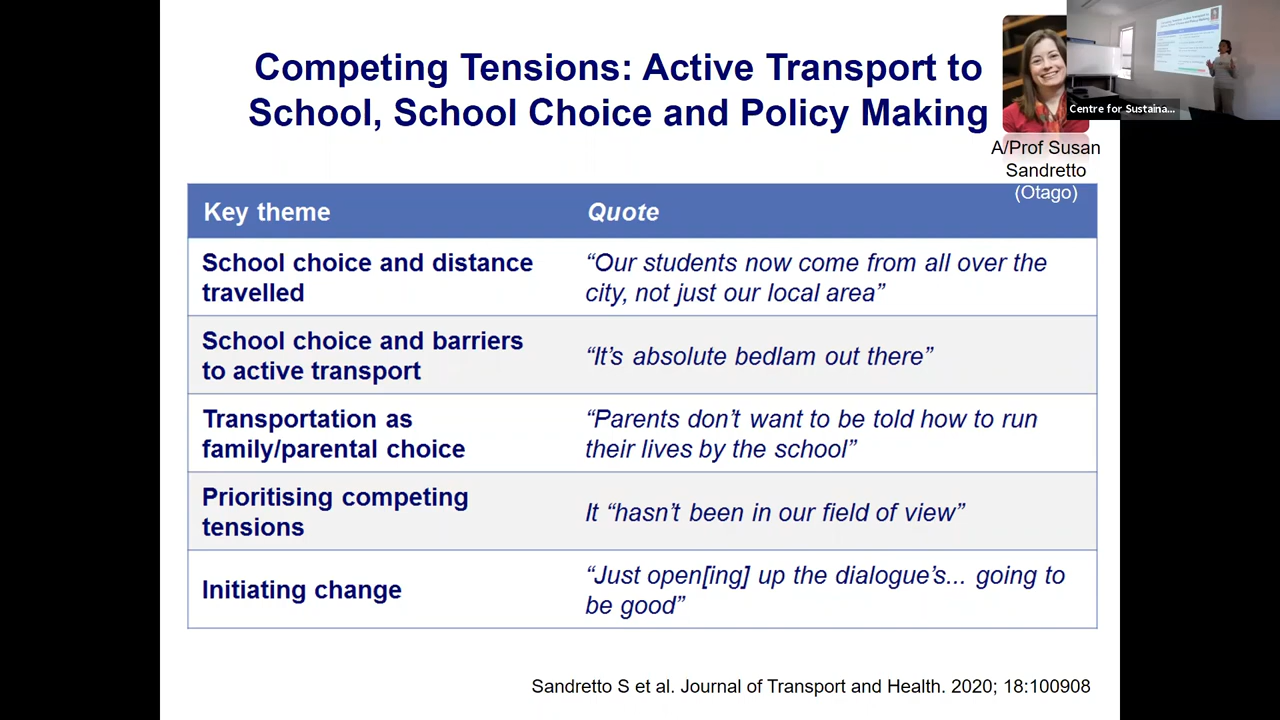 Competing Tensions: Active Transport to
School, School Choice and Policy Making
Centre for Sustaina...
A/Prof Susan
Sandretto
(Otago)
Key theme
Quote
School choice and distance
travelled
“Our students now come from all over the
city, not just our local area”
School choice and barriers
to active transport
“It’s absolute bedlam out there”
Transportation as
family/parental choice
“Parents don’t want to be told how to run
their lives by the school”
Prioritising competing
tensions
It “hasn’t been in our field of view”
Initiating change
“Just open[ing] up the dialogue’s... going to
be good”
Sandretto S et al. Journal of Transport and Health. 2020; 18:100908